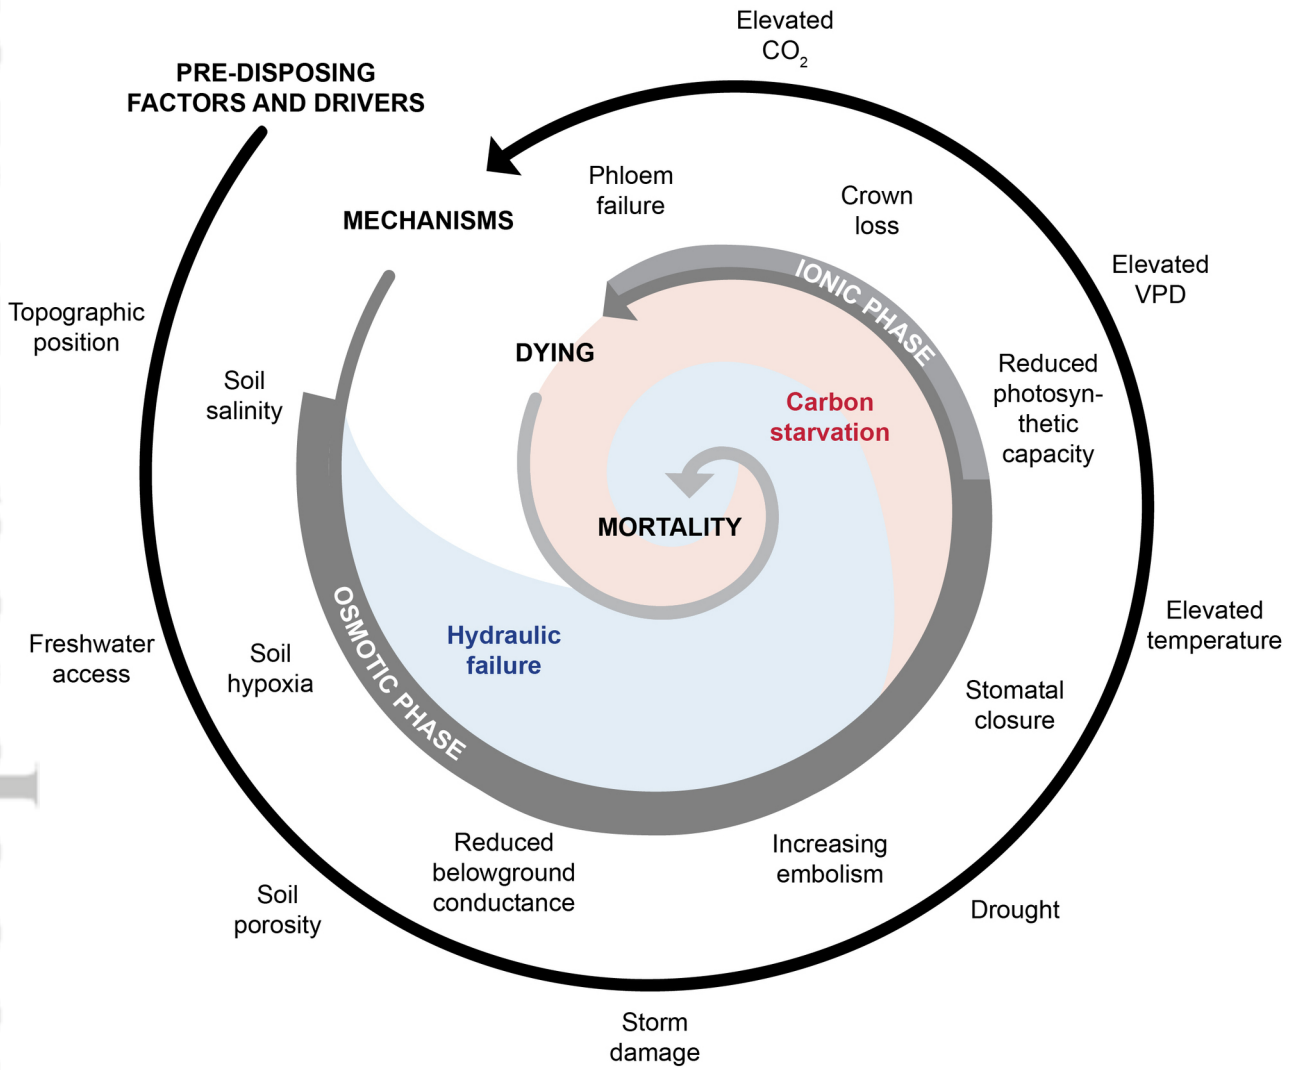 Elevated
CO2
PRE-DISPOSING
FACTORS AND DRIVERS
Phloem
failure
Crown
loss
MECHANISMS
IONIC PHASE
Elevated
VPD
Topographic
position
DYING
Reduced
photosyn-
thetic
capacity
Soil
salinity
Carbon
starvation
MORTALITY
OSMOTIC PHASE
Hydraulic
failure
Elevated
temperature
Freshwater
access
Soil
hypoxia
Stomatal
closure
Reduced
belowground
conductance
Increasing
embolism
Soil
porosity
Drought
Storm
damage